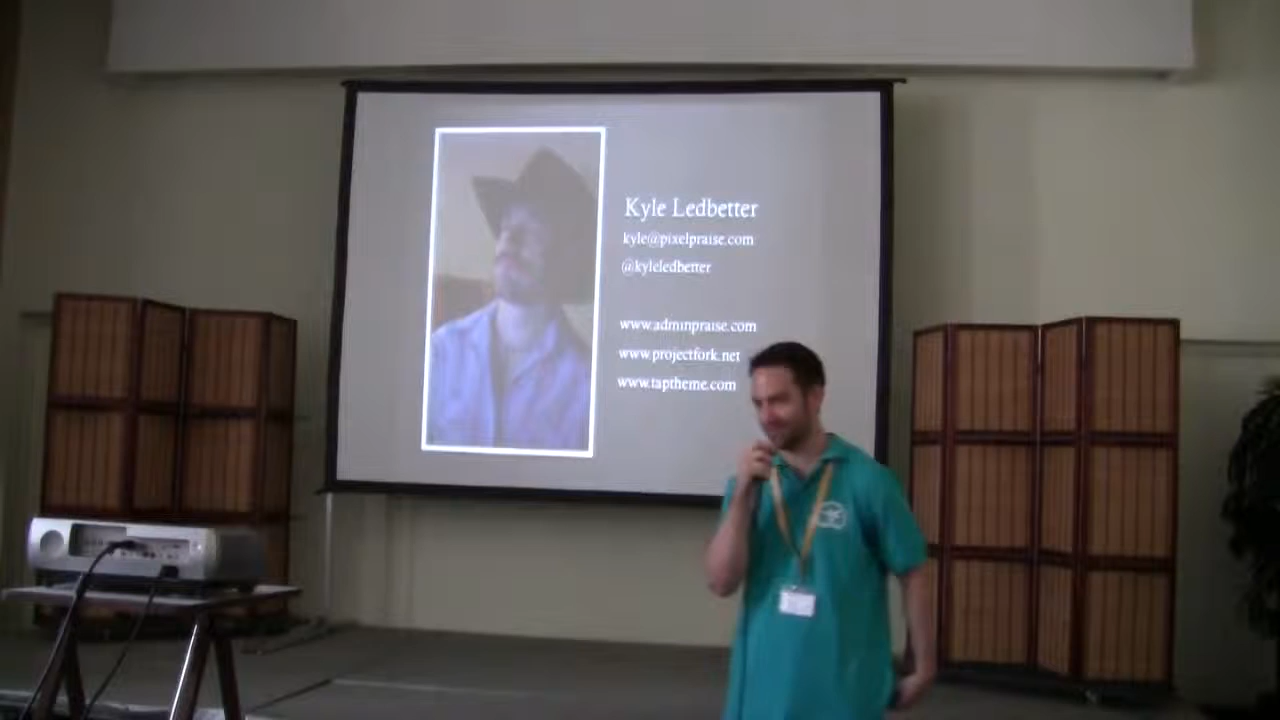 Kyle Ledbetter
kyle@pixelpraise.com
@kyleledbetter
www.adminpraise.com
www.projectfork.net
www.taptheme.com